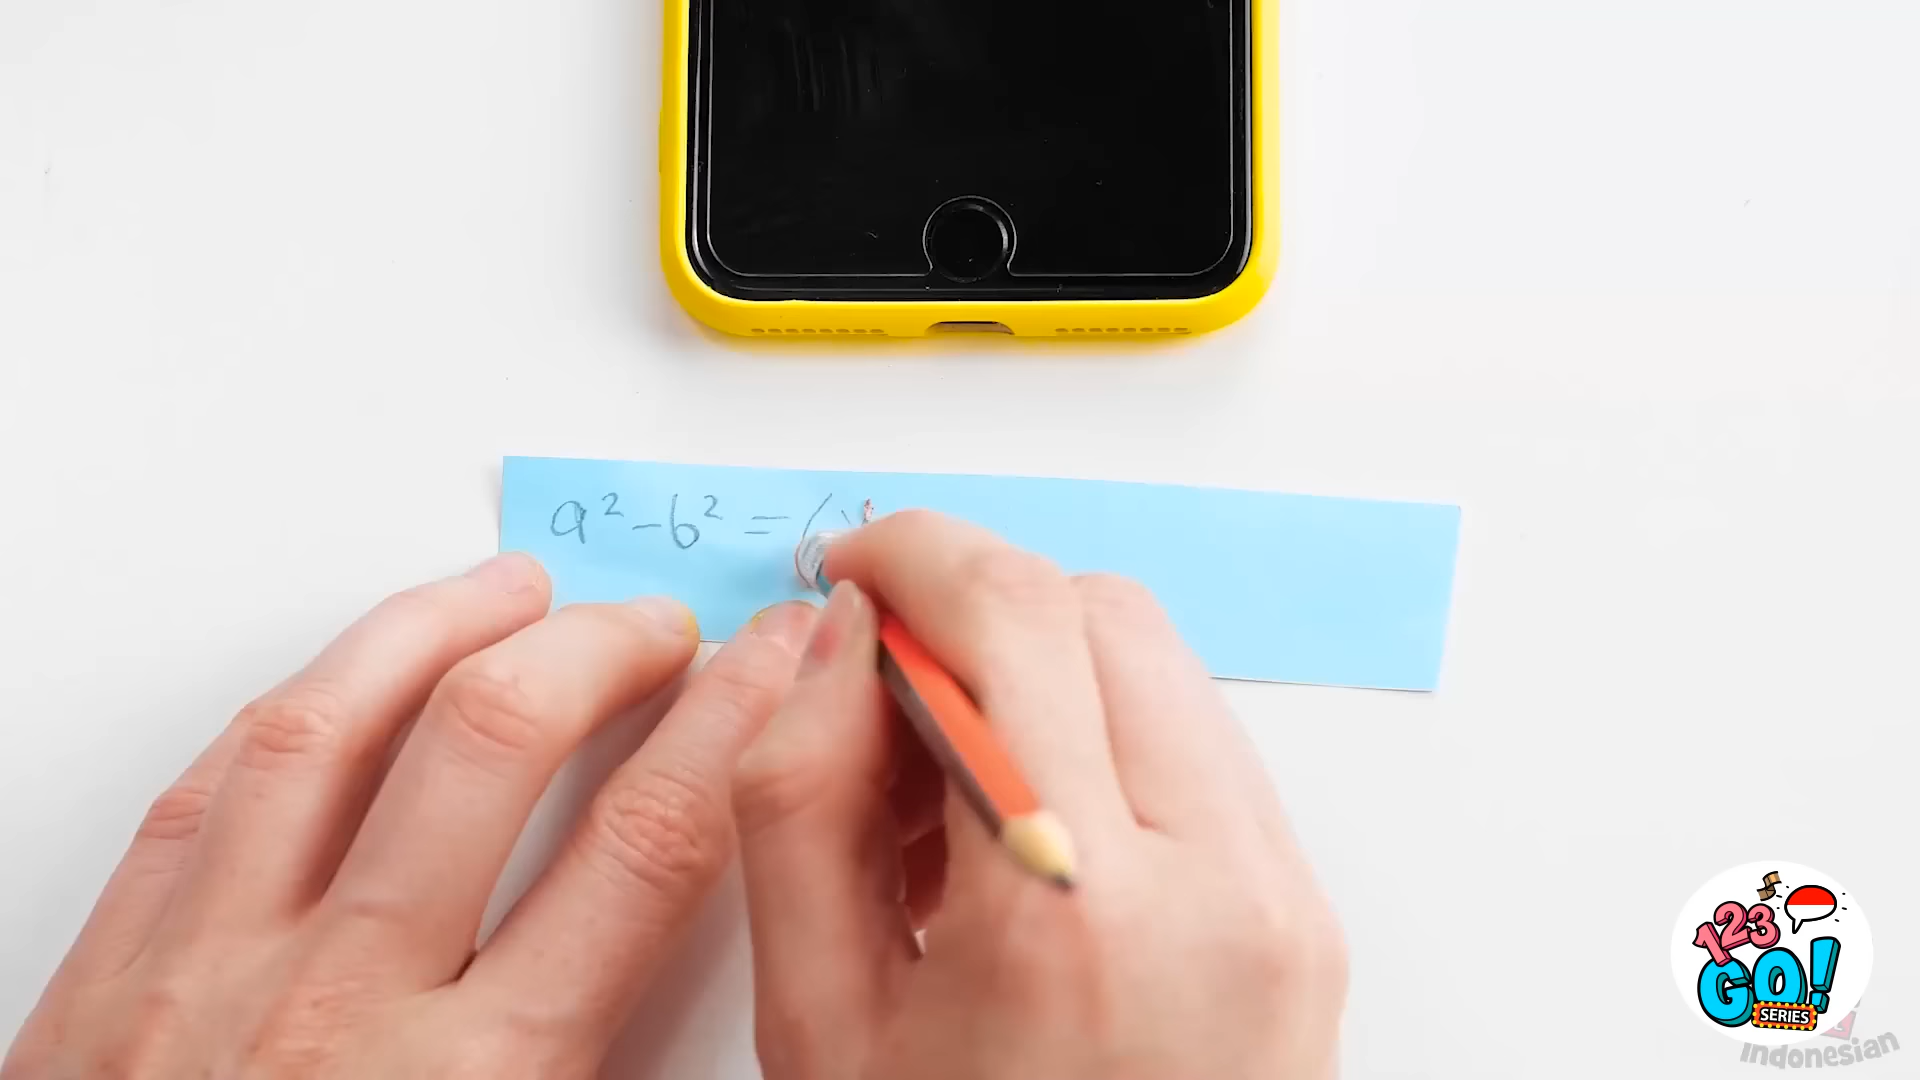 a² - b² = (
123
GO!
SERIES
Indonesian